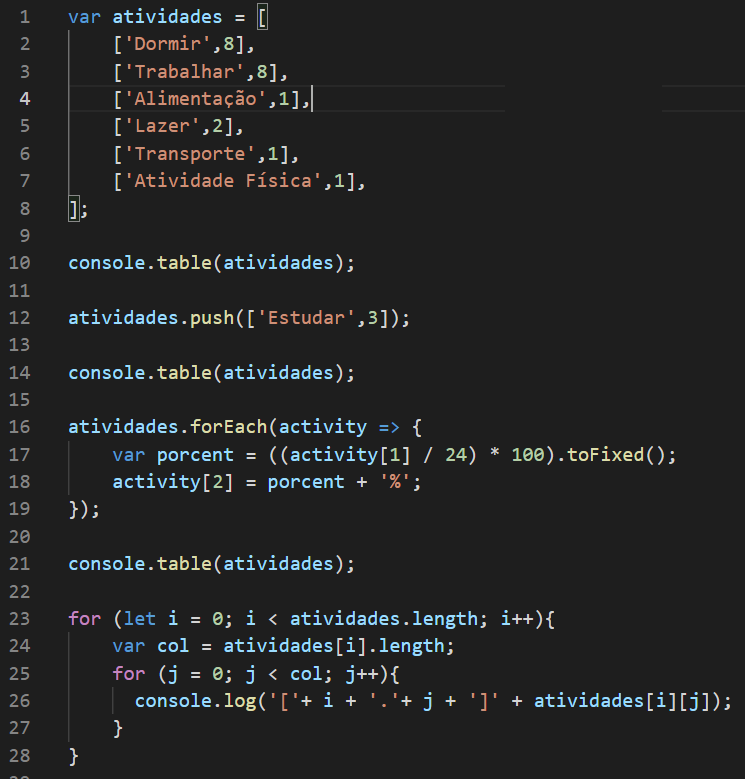 1 var atividades = [
2     ['Dormir',8],
3     ['Trabalhar',8],
4     ['Alimentação',1],
5     ['Lazer',2],
6     ['Transporte',1],
7     ['Atividade Física',1],
8 ];
9
10 console.table(atividades);
11
12 atividades.push(['Estudar',3]);
13
14 console.table(atividades);
15
16 atividades.forEach(activity => {
17     var porcent = ((activity[1] / 24) * 100).toFixed();
18     activity[2] = porcent + '%';
19 });
20
21 console.table(atividades);
22
23 for (let i = 0; i < atividades.length; i++){
24     var col = atividades[i].length;
25     for (j = 0; j < col; j++){
26       console.log('['+ i + '.'+ j + ']' + atividades[i][j]);
27     }
28 }